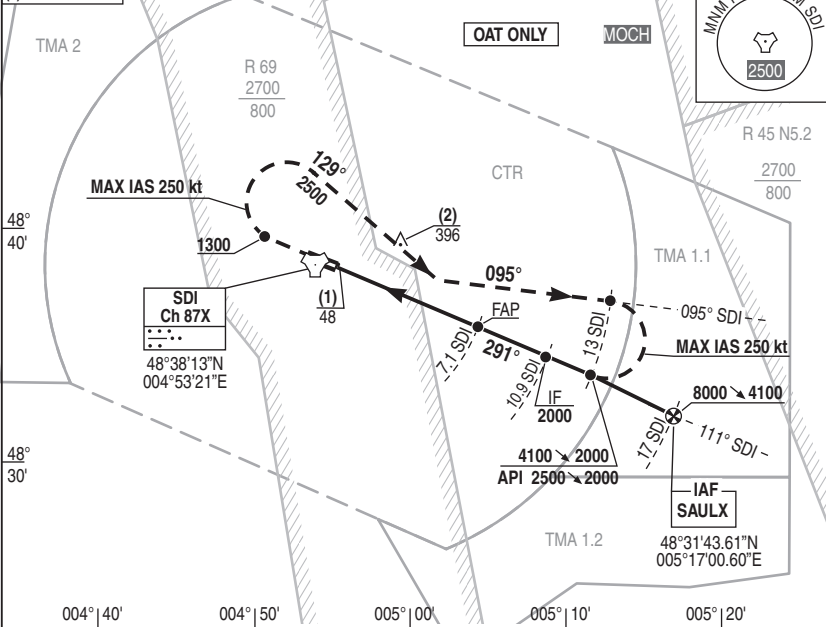 TMA 2
OAT ONLY
MOCH
SDI
2500
R 69
2700
800
R 45 N5.2
2700
800
CTR
129°
2500
MAX IAS 250 kt
48°
40'
(2)
396
1300
TMA 1.1
095°
095° SDI
SDI
Ch 87X
(1)
48
FAP
48°38'13"N
004°53'21"E
7.1 SDI
291°
13 SDI
MAX IAS 250 kt
10.9 SDI
IF
2000
8000 ↘ 4100
17 SDI
111° SDI
48°
30'
4100 ↘ 2000
API 2500 ↘ 2000
IAF
SAULX
TMA 1.2
48°31'43.61"N
005°17'00.60"E
004° 40'
004° 50'
005° 00'
005° 10'
005° 20'